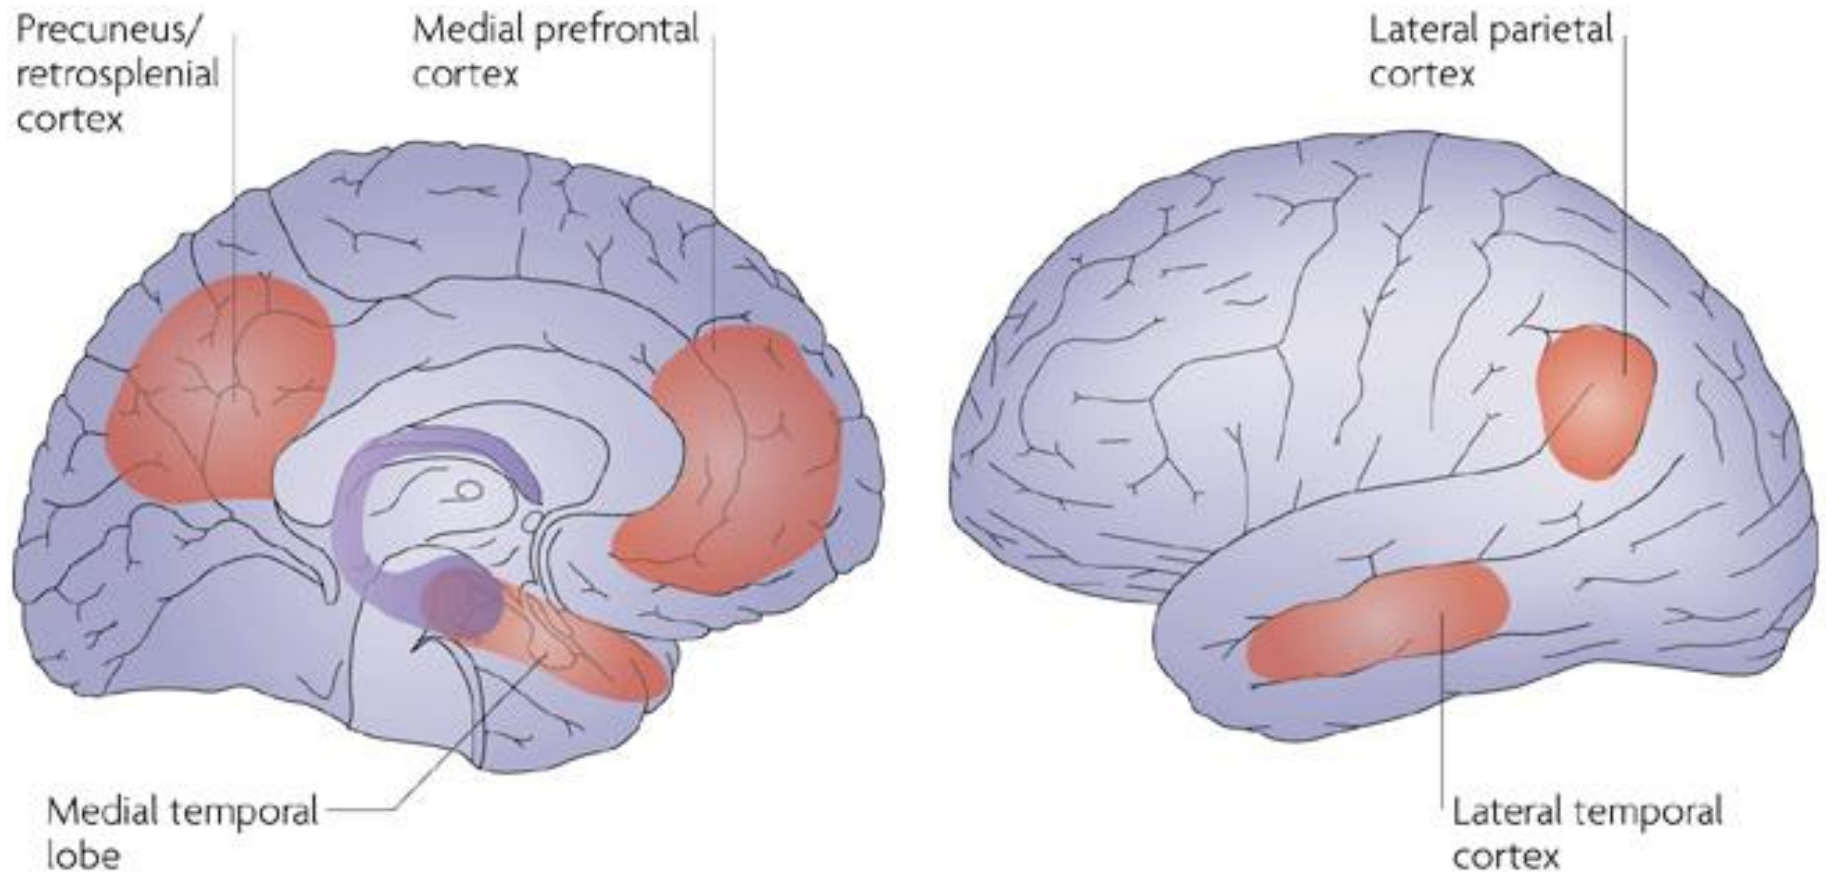 Precuneus/
retrosplenial
cortex
Medial prefrontal
cortex
Lateral parietal
cortex
Medial temporal
lobe
Lateral temporal
cortex